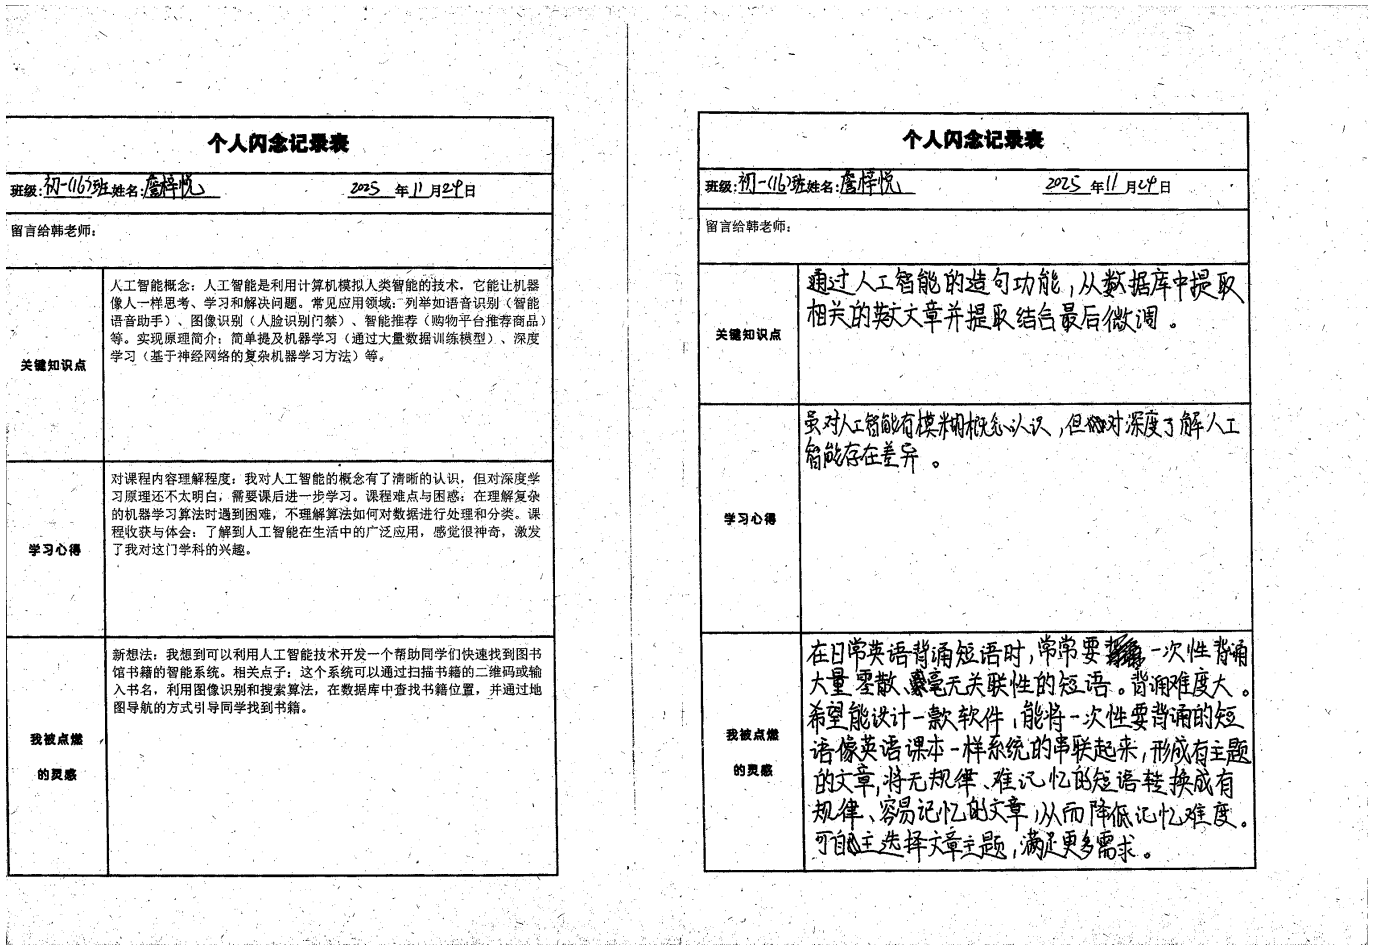 个人闪念记录表
班级:初一(16)班姓名:詹梓悦 2025 年11月24日
留言给韩老师:
关键知识点
人工智能概念：人工智能是利用计算机模拟人类智能的技术，它能让机器
像人一样思考、学习和解决问题。常见应用领域：列举如语音识别（智能
语音助手）、图像识别（人脸识别门禁）、智能推荐（购物平台推荐商品）
等。实现原理简介：简单提及机器学习（通过大量数据训练模型）、深度
学习（基于神经网络的复杂机器学习方法）等。
学习心得
对课程内容理解程度：我对人工智能的概念有了清晰的认识，但对深度学
习原理还不太明白，需要课后进一步学习。课程难点与困惑：在理解复杂
的机器学习算法时遇到困难，不理解算法如何对数据进行处理和分类。课
程收获与体会：了解到人工智能在生活中的广泛应用，感觉很神奇，激发
了我对这门学科的兴趣。
我被点燃
的灵感
新想法：我想到可以利用人工智能技术开发一个帮助同学们快速找到图书
馆书籍的智能系统。相关点子：这个系统可以通过扫描书籍的二维码或输
入书名，利用图像识别和搜索算法，在数据库中查找书籍位置，并通过地
图导航的方式引导同学找到书籍。
个人闪念记录表
班级:初一(16)班姓名:詹梓悦 2025 年11月24日
留言给韩老师:
关键知识点
通过人工智能的造句功能，从数据库中提取
相关的英文文章并提取结合最后微调。
学习心得
虽对人工智能有模糊概念认识，但对深度了解人工
智能存在差异。
我被点燃
的灵感
在日常英语背诵短语时，常常要一次性背诵
大量零散、毫无关联性的短语。背诵难度大。
希望能设计一款软件，能将一次性要背诵的短
语像英语课本一样系统的串联起来，形成有主题
的文章，将无规律、难记忆的短语转换成有
规律、容易记忆的文章，从而降低记忆难度。
可自主选择文章主题，满足更多需求。